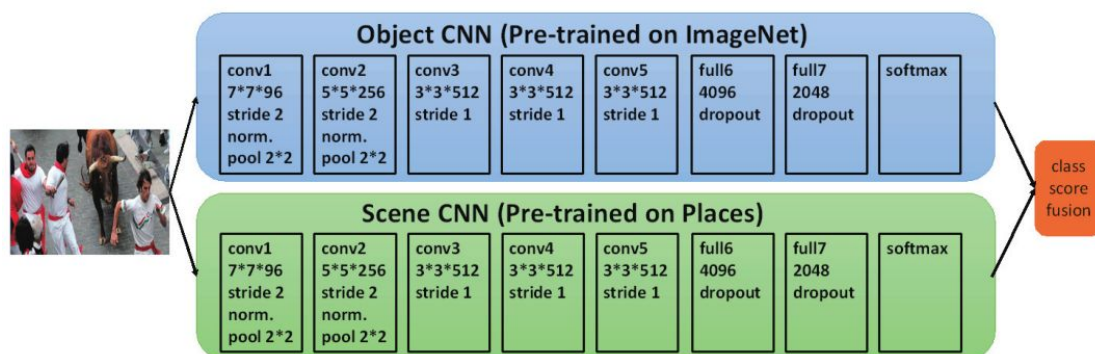 Object CNN (Pre-trained on ImageNet)
conv1
7*7*96
stride 2
norm.
pool 2*2
conv2
5*5*256
stride 2
norm.
pool 2*2
conv3
3*3*512
stride 1
conv4
3*3*512
stride 1
conv5
3*3*512
stride 1
full6
4096
dropout
full7
2048
dropout
softmax
Scene CNN (Pre-trained on Places)
conv1
7*7*96
stride 2
norm.
pool 2*2
conv2
5*5*256
stride 2
norm.
pool 2*2
conv3
3*3*512
stride 1
conv4
3*3*512
stride 1
conv5
3*3*512
stride 1
full6
4096
dropout
full7
2048
dropout
softmax
class
score
fusion